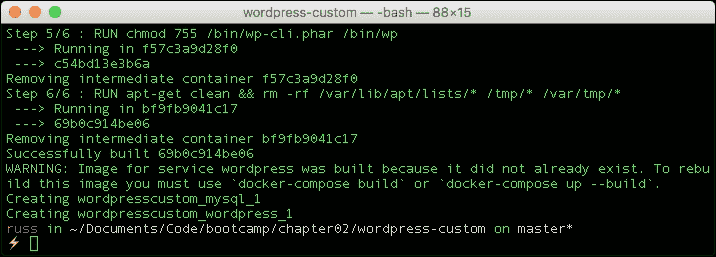 wordpress-custom — -bash — 88×15
Step 5/6 : RUN chmod 755 /bin/wp-cli.phar /bin/wp
---> Running in f57c3a9d28f0
---> c54bd13e3b6a
Removing intermediate container f57c3a9d28f0
Step 6/6 : RUN apt-get clean && rm -rf /var/lib/apt/lists/* /tmp/* /var/tmp/*
---> Running in bf9fb9041c17
---> 69b0c914be06
Removing intermediate container bf9fb9041c17
Successfully built 69b0c914be06
WARNING: Image for service wordpress was built because it did not already exist. To rebu
ild this image you must use `docker-compose build` or `docker-compose up --build`.
Creating wordpresscustom_mysql_1
Creating wordpresscustom_wordpress_1
russ in ~/Documents/Code/bootcamp/chapter02/wordpress-custom on master*
⚡